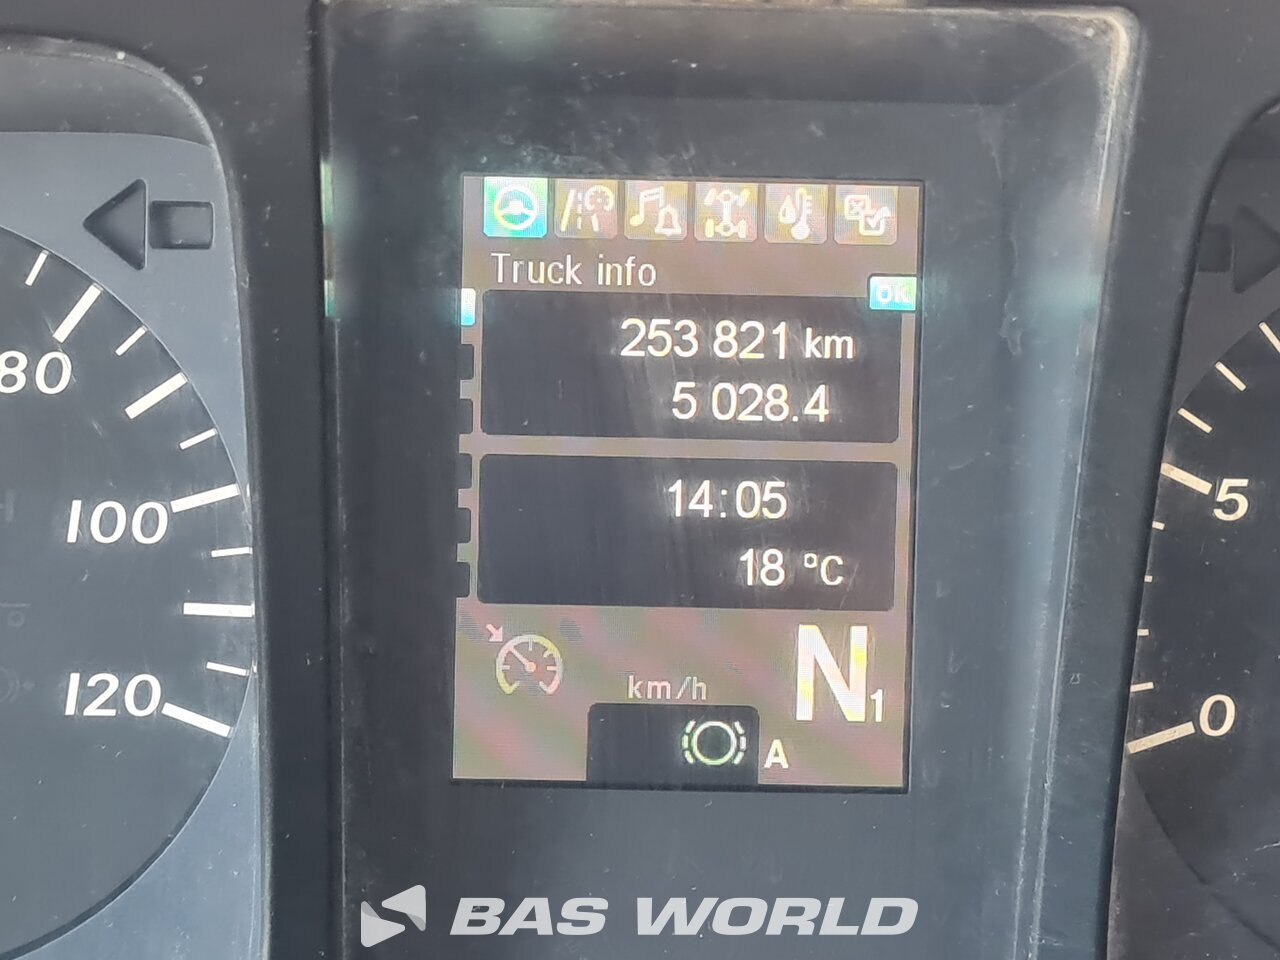 Truck info
OK
253 821 km
5 028.4
14:05
18 °C
N1
km/h
A
80
100
120
5
0
BAS WORLD